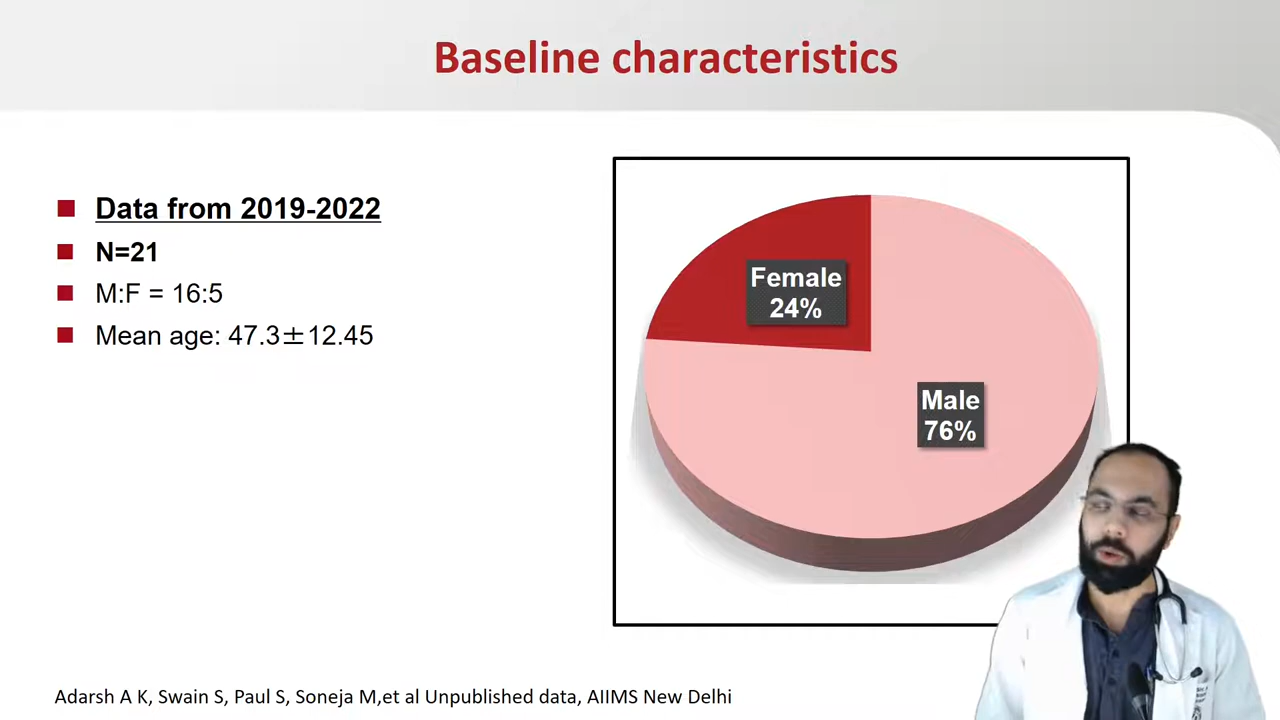 Baseline characteristics
Data from 2019-2022
N=21
M:F = 16:5
Mean age: 47.3±12.45
Female
24%
Male
76%
Adarsh A K, Swain S, Paul S, Soneja M,et al Unpublished data, AIIMS New Delhi